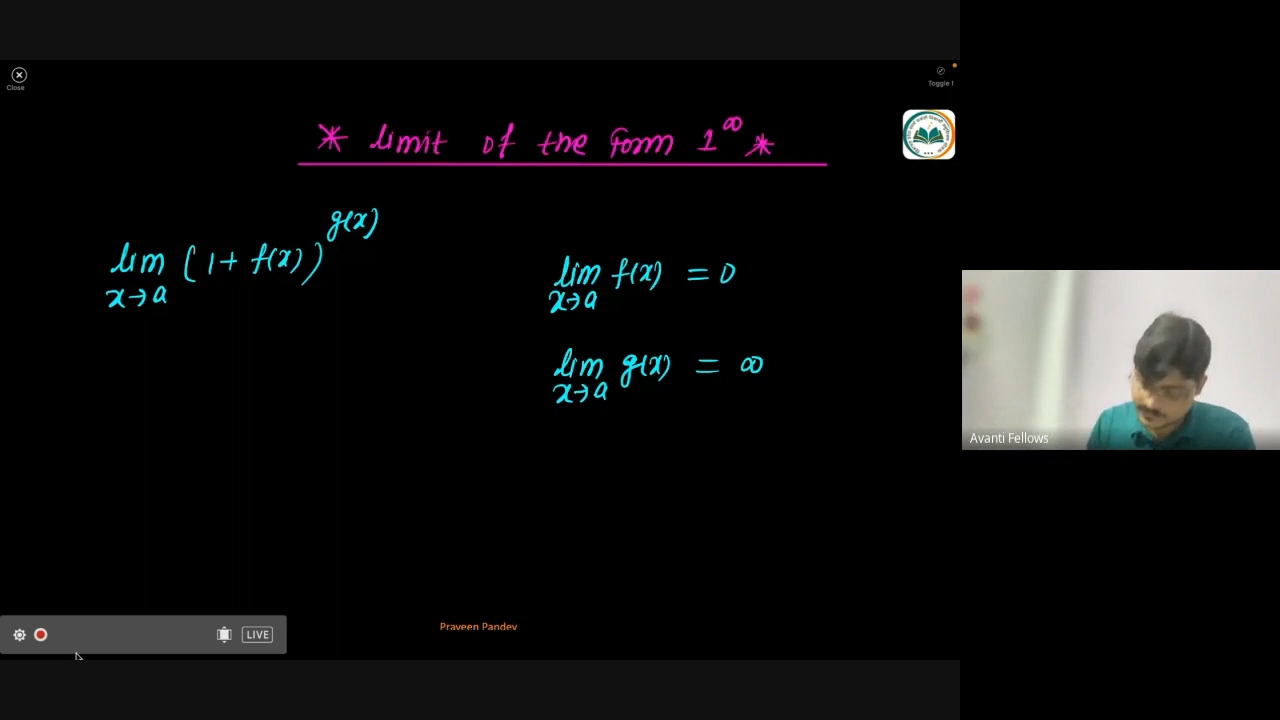 Close
Toggle !
* limit of the form 1^∞ *
lim (1 + f(x))^g(x)
x→a
lim f(x) = 0
x→a
lim g(x) = ∞
x→a
Avanti Fellows
LIVE
Praveen Pandey